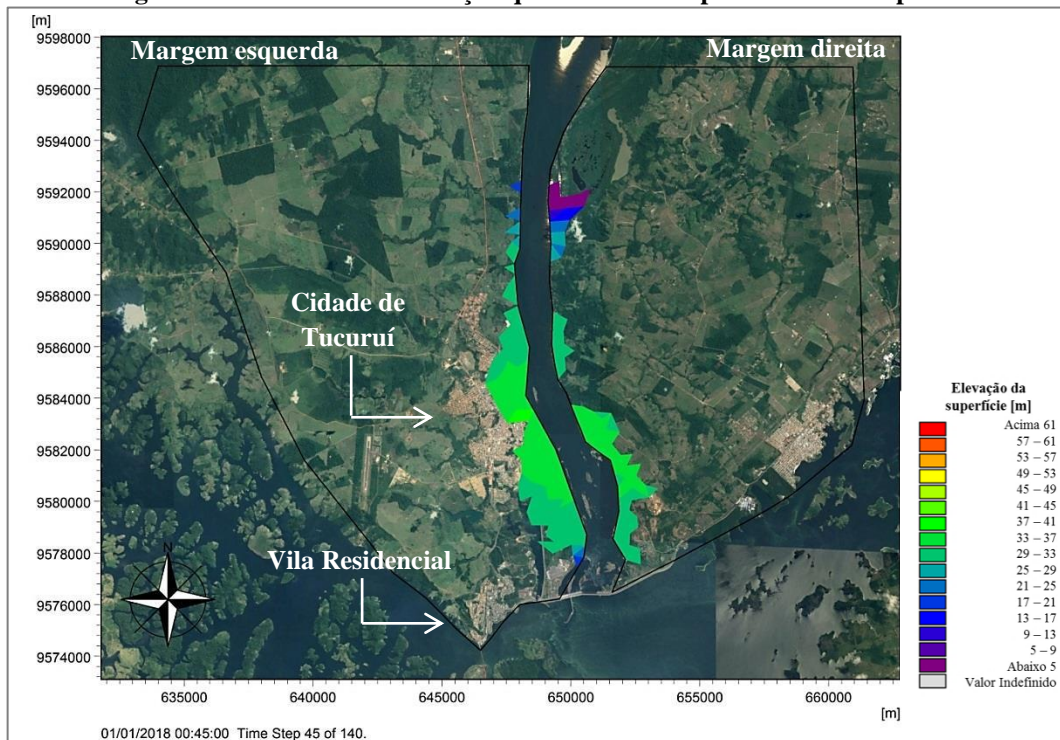 [m]
9598000
9596000
9594000
9592000
9590000
9588000
9586000
9584000
9582000
9580000
9578000
9576000
9574000
Margem esquerda
Margem direita
Cidade de
Tucuruí
Vila Residencial
N
635000
640000
645000
650000
655000
660000
[m]
01/01/2018 00:45:00 Time Step 45 of 140.
Elevação da
superfície [m]
Acima 61
57 – 61
53 – 57
49 – 53
45 – 49
41 – 45
37 – 41
33 – 37
29 – 33
25 – 29
21 – 25
17 – 21
13 – 17
9 – 13
5 – 9
Abaixo 5
Valor Indefinido